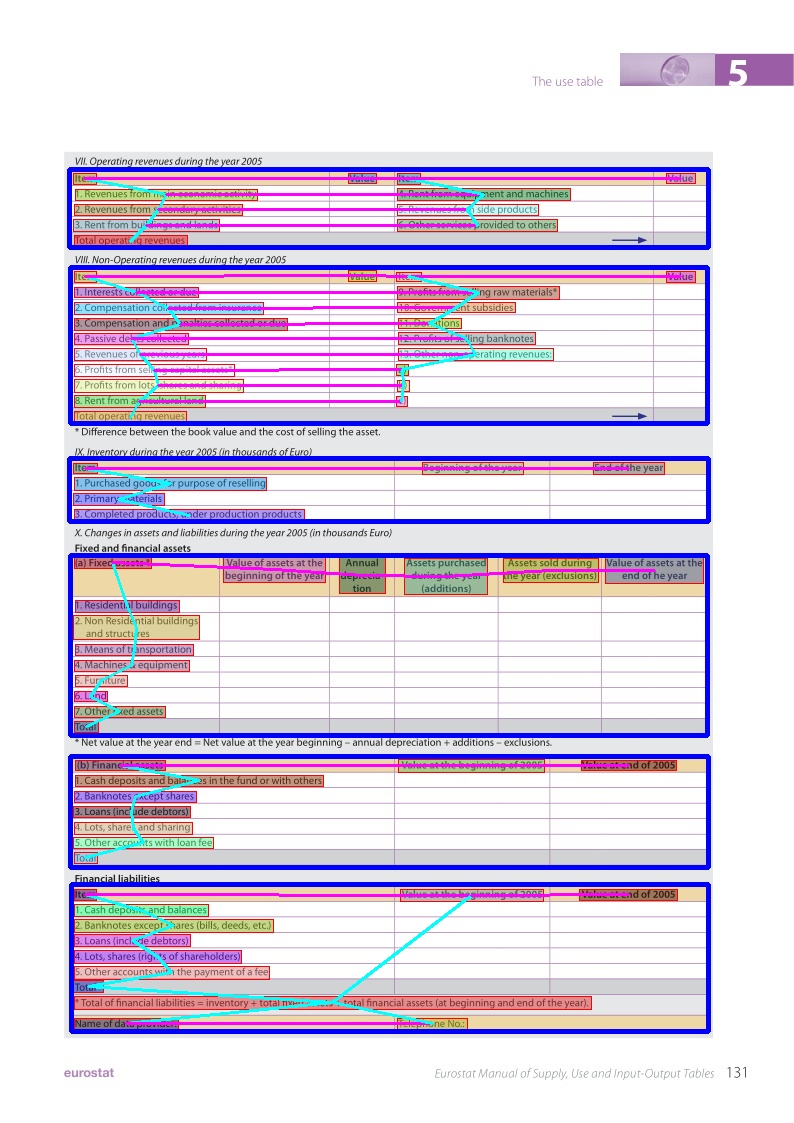 The use table
5
VII. Operating revenues during the year 2005
Item Value Item Value
1. Revenues from main economic activity 4. Rent from equipment and machines
2. Revenues from secondary activities 5. Revenues from side products
3. Rent from buildings and lands 6. Other services provided to others
Total operating revenues
VIII. Non-Operating revenues during the year 2005
Item Value Item Value
1. Interests collected or due 9. Profits from selling raw materials*
2. Compensation collected from insurance 10. Government subsidies
3. Compensation and penalties collected or due 11. Donations
4. Passive debts collected 12. Profits of selling banknotes
5. Revenues of previous years 13. Other non-operating revenues:
6. Profits from selling capital assets*
7. Profits from lots, shares and sharing
8. Rent from agricultural land
Total operating revenues
* Difference between the book value and the cost of selling the asset.
IX. Inventory during the year 2005 (in thousands of Euro)
Item Beginning of the year End of the year
1. Purchased goods for purpose of reselling
2. Primary materials
3. Completed products, under production products
X. Changes in assets and liabilities during the year 2005 (in thousands Euro)
Fixed and financial assets
(a) Fixed assets * Value of assets at the Annual Assets purchased Assets sold during Value of assets at the
beginning of the year deprecia- during the year the year (exclusions) end of he year
tion (additions)
1. Residential buildings
2. Non Residential buildings
and structures
3. Means of transportation
4. Machines & equipment
5. Furniture
6. Land
7. Other fixed assets
Total
* Net value at the year end = Net value at the year beginning – annual depreciation + additions – exclusions.
(b) Financial assets Value at the beginning of 2005 Value at end of 2005
1. Cash deposits and balances in the fund or with others
2. Banknotes except shares
3. Loans (include debtors)
4. Lots, shares and sharing
5. Other accounts with loan fee
Total
Financial liabilities
Item Value at the beginning of 2005 Value at end of 2005
1. Cash deposits and balances
2. Banknotes except shares (bills, deeds, etc.)
3. Loans (include debtors)
4. Lots, shares (rights of shareholders)
5. Other accounts with the payment of a fee
Total*
* Total of financial liabilities = inventory + total fixed assets + total financial assets (at beginning and end of the year).
Name of data provider: Telephone No.:
eurostat Eurostat Manual of Supply, Use and Input-Output Tables 131